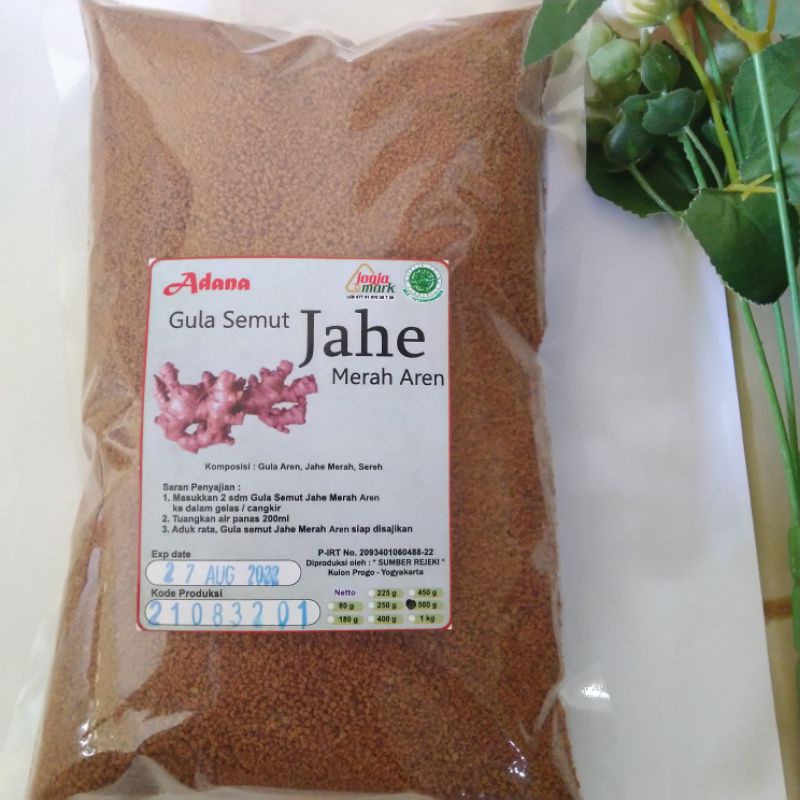 Adana
jogja
mark
Gula Semut
Jahe
Merah Aren
Komposisi : Gula Aren, Jahe Merah, Sereh
Saran Penyajian :
1. Masukkan 2 sdm Gula Semut Jahe Merah Aren
ke dalam gelas / cangkir
2. Tuangkan air panas 200ml
3. Aduk rata, Gula semut Jahe Merah Aren siap disajikan
Exp date
27 AUG
Kode Produksi
21083201
P-IRT No. 2093401060488-22
Diproduksi oleh : " SUMBER REJEKI "
Kulon Progo - Yogyakarta
Netto 225 g 450 g
80 g 250 g 500 g
180 g 400 g 1 kg